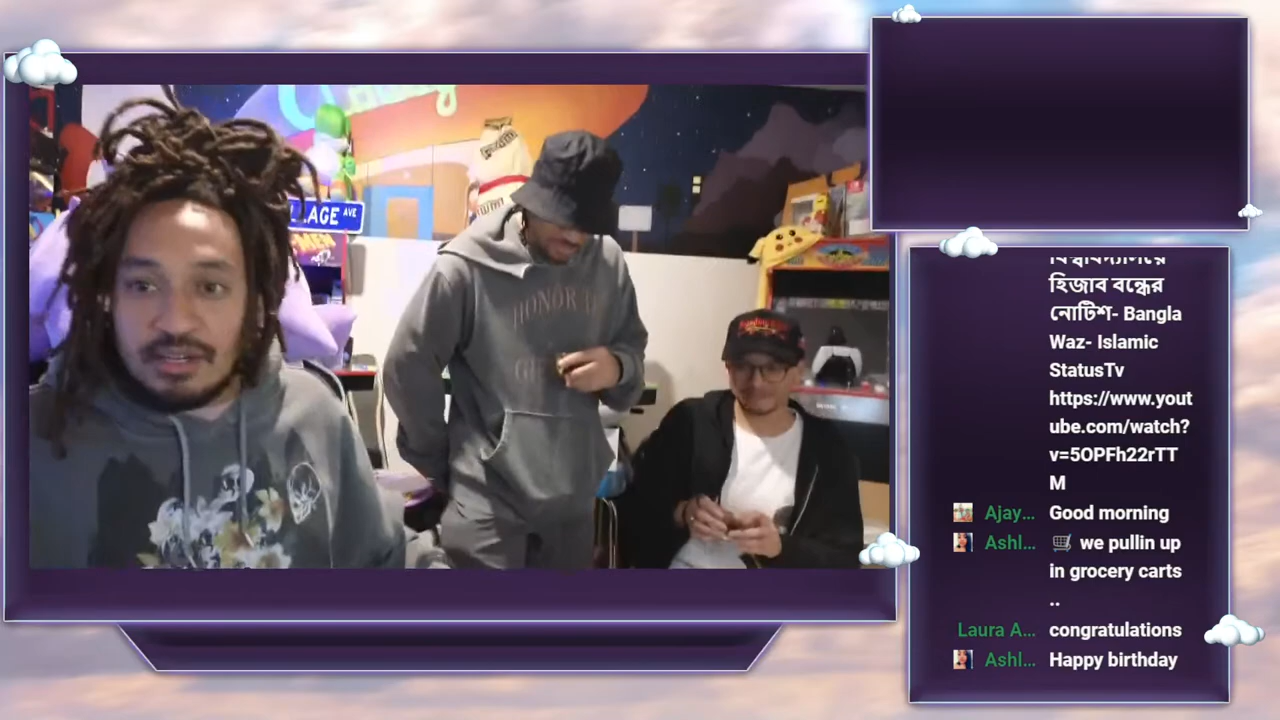 LAGE AVE
HONOR
হিজাব বন্ধের
নোটিশ- Bangla
Waz- Islamic
StatusTv
https://www.yout
ube.com/watch?
v=5OPFh22rTT
M
Ajay... Good morning
Ashl... 🛒 we pullin up
in grocery carts
..
Laura A... congratulations
Ashl... Happy birthday